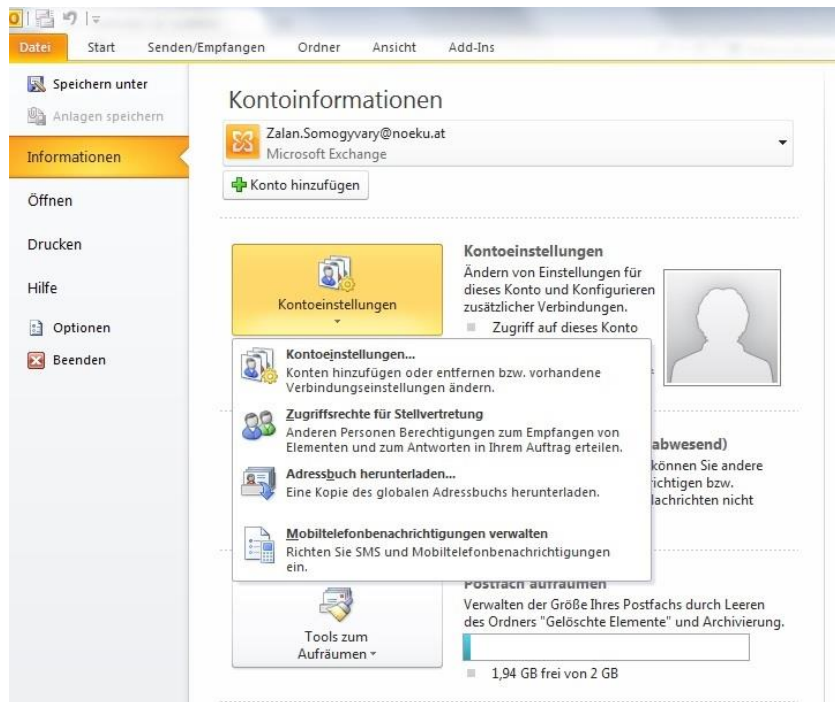 Datei Start Senden/Empfangen Ordner Ansicht Add-Ins
Speichern unter
Anlagen speichern
Informationen
Öffnen
Drucken
Hilfe
Optionen
Beenden
Kontoinformationen
Zalan.Somogyvary@noeku.at
Microsoft Exchange
Konto hinzufügen
Kontoeinstellungen
Kontoeinstellungen
Ändern von Einstellungen für
dieses Konto und Konfigurieren
zusätzlicher Verbindungen.
Zugriff auf dieses Konto
Kontoeinstellungen...
Konten hinzufügen oder entfernen bzw. vorhandene
Verbindungseinstellungen ändern.
Zugriffsrechte für Stellvertretung
Anderen Personen Berechtigungen zum Empfangen von
Elementen und zum Antworten in Ihrem Auftrag erteilen.
Adressbuch herunterladen...
Eine Kopie des globalen Adressbuchs herunterladen.
Mobiltelefonbenachrichtigungen verwalten
Richten Sie SMS und Mobiltelefonbenachrichtigungen
ein.
abwesend)
können Sie andere
richtigen bzw.
Nachrichten nicht
Postfach aufräumen
Tools zum
Aufräumen
Verwalten der Größe Ihres Postfachs durch Leeren
des Ordners "Gelöschte Elemente" und Archivierung.
1,94 GB frei von 2 GB